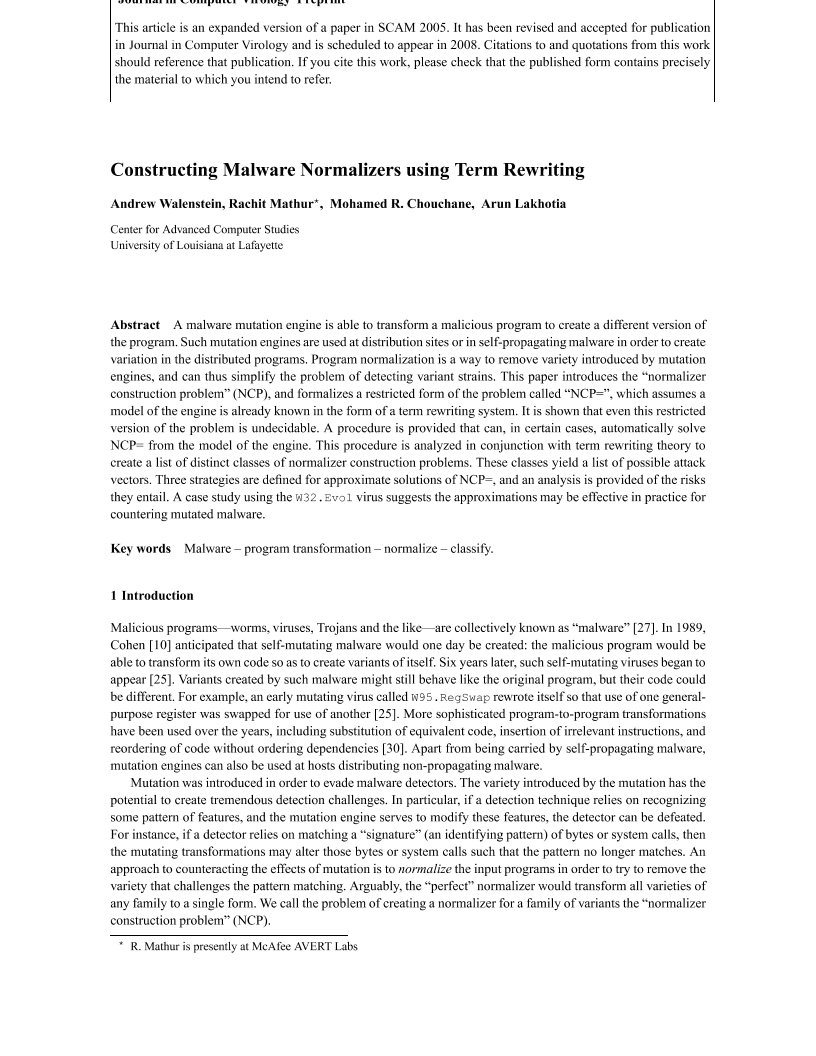 Journal in Computer Virology Preprint
This article is an expanded version of a paper in SCAM 2005. It has been revised and accepted for publication
in Journal in Computer Virology and is scheduled to appear in 2008. Citations to and quotations from this work
should reference that publication. If you cite this work, please check that the published form contains precisely
the material to which you intend to refer.
Constructing Malware Normalizers using Term Rewriting
Andrew Walenstein, Rachit Mathur⋆, Mohamed R. Chouchane, Arun Lakhotia
Center for Advanced Computer Studies
University of Louisiana at Lafayette
Abstract A malware mutation engine is able to transform a malicious program to create a different version of
the program. Such mutation engines are used at distribution sites or in self-propagating malware in order to create
variation in the distributed programs. Program normalization is a way to remove variety introduced by mutation
engines, and can thus simplify the problem of detecting variant strains. This paper introduces the “normalizer
construction problem” (NCP), and formalizes a restricted form of the problem called “NCP=”, which assumes a
model of the engine is already known in the form of a term rewriting system. It is shown that even this restricted
version of the problem is undecidable. A procedure is provided that can, in certain cases, automatically solve
NCP= from the model of the engine. This procedure is analyzed in conjunction with term rewriting theory to
create a list of distinct classes of normalizer construction problems. These classes yield a list of possible attack
vectors. Three strategies are defined for approximate solutions of NCP=, and an analysis is provided of the risks
they entail. A case study using the W32.Evol virus suggests the approximations may be effective in practice for
countering mutated malware.
Key words Malware – program transformation – normalize – classify.
1 Introduction
Malicious programs—worms, viruses, Trojans and the like—are collectively known as “malware” [27]. In 1989,
Cohen [10] anticipated that self-mutating malware would one day be created: the malicious program would be
able to transform its own code so as to create variants of itself. Six years later, such self-mutating viruses began to
appear [25]. Variants created by such malware might still behave like the original program, but their code could
be different. For example, an early mutating virus called W95.RegSwap rewrote itself so that use of one general-
purpose register was swapped for use of another [25]. More sophisticated program-to-program transformations
have been used over the years, including substitution of equivalent code, insertion of irrelevant instructions, and
reordering of code without ordering dependencies [30]. Apart from being carried by self-propagating malware,
mutation engines can also be used at hosts distributing non-propagating malware.
Mutation was introduced in order to evade malware detectors. The variety introduced by the mutation has the
potential to create tremendous detection challenges. In particular, if a detection technique relies on recognizing
some pattern of features, and the mutation engine serves to modify these features, the detector can be defeated.
For instance, if a detector relies on matching a “signature” (an identifying pattern) of bytes or system calls, then
the mutating transformations may alter those bytes or system calls such that the pattern no longer matches. An
approach to counteracting the effects of mutation is to normalize the input programs in order to try to remove the
variety that challenges the pattern matching. Arguably, the “perfect” normalizer would transform all varieties of
any family to a single form. We call the problem of creating a normalizer for a family of variants the “normalizer
construction problem” (NCP).
⋆ R. Mathur is presently at McAfee AVERT Labs